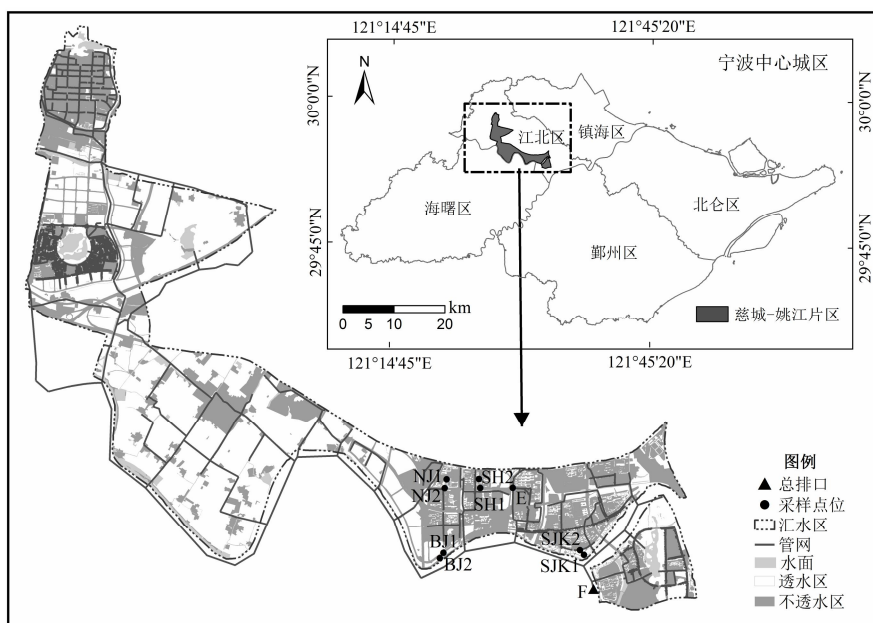 121°14'45"E
121°45'20"E
N
宁波中心城区
30°0'0"N
30°0'0"N
江北区
镇海区
海曙区
北仑区
鄞州区
29°45'0"N
29°45'0"N
km
0 5 10 20
慈城-姚江片区
121°14'45"E
121°45'20"E
NJ1
SH2
NJ2
SH1
E
BJ1
SJK2
BJ2
SJK1
F
图例
总排口
采样点位
汇水区
管网
水面
透水区
不透水区